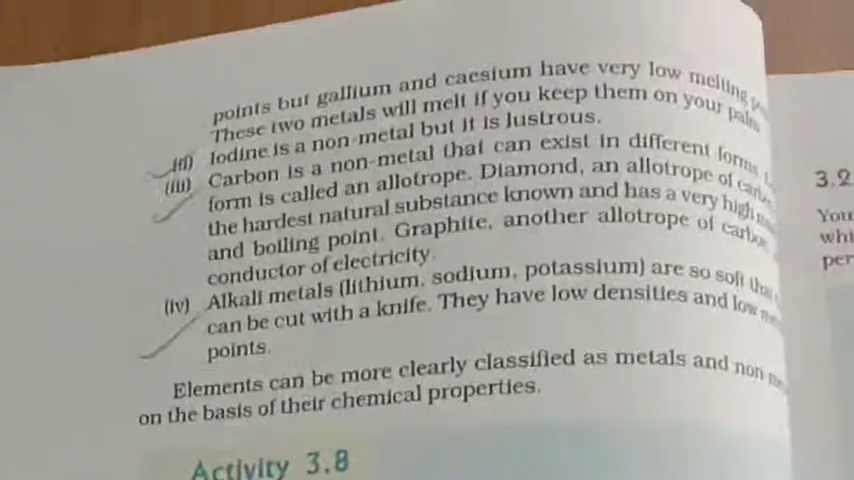 points but gallium and caesium have very low melting
These two metals will melt if you keep them on your palm
(ii) Iodine is a non-metal but it is lustrous.
(iii) Carbon is a non-metal that can exist in different forms.
form is called an allotrope. Diamond, an allotrope of
the hardest natural substance known and has a very high
and boiling point. Graphite, another allotrope of carbon
conductor of electricity.
(iv) Alkali metals (lithium, sodium, potassium) are so soft that
can be cut with a knife. They have low densities and low
points.
Elements can be more clearly classified as metals and non
on the basis of their chemical properties.
Activity 3.8
3.2
You
whi
per